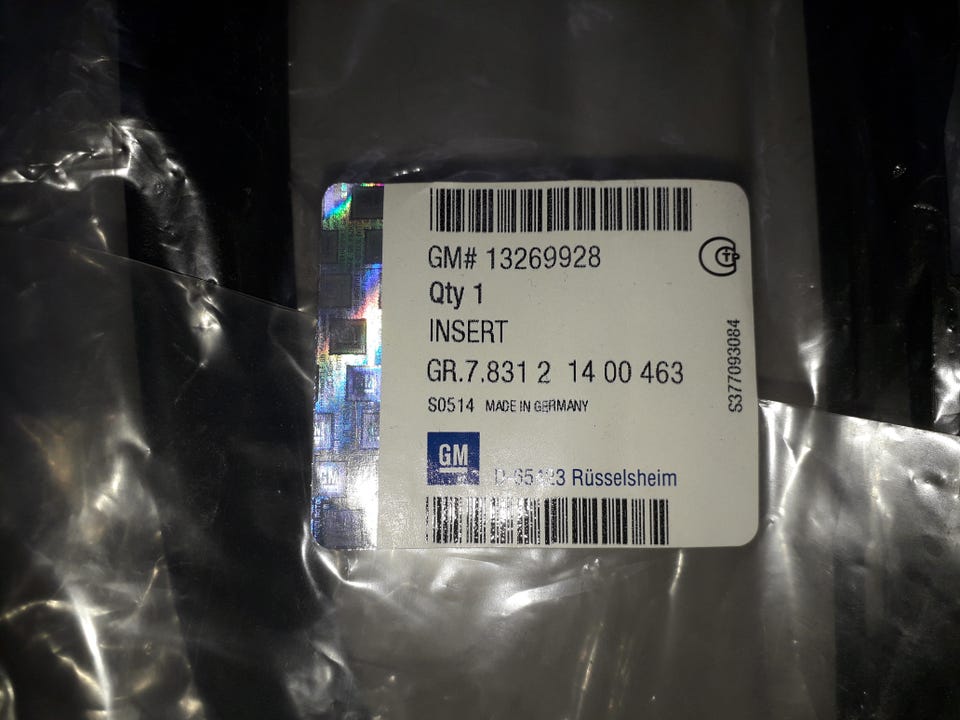 GM# 13269928
Qty 1
INSERT
GR.7.831 2 14 00 463
S0514 MADE IN GERMANY
S377093084
GM
Rüsselsheim
GM